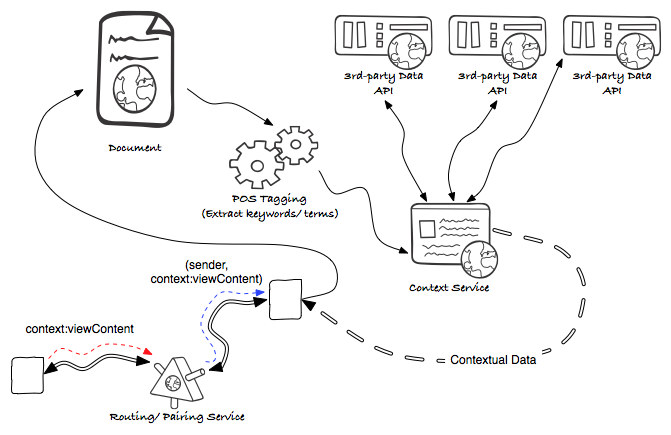 3rd-party Data
API
3rd-party Data
API
3rd-party Data
API
Document
POS Tagging
(Extract keywords/terms)
(sender,
context:viewContent)
Context Service
context:viewContent
Contextual Data
Routing/Pairing Service